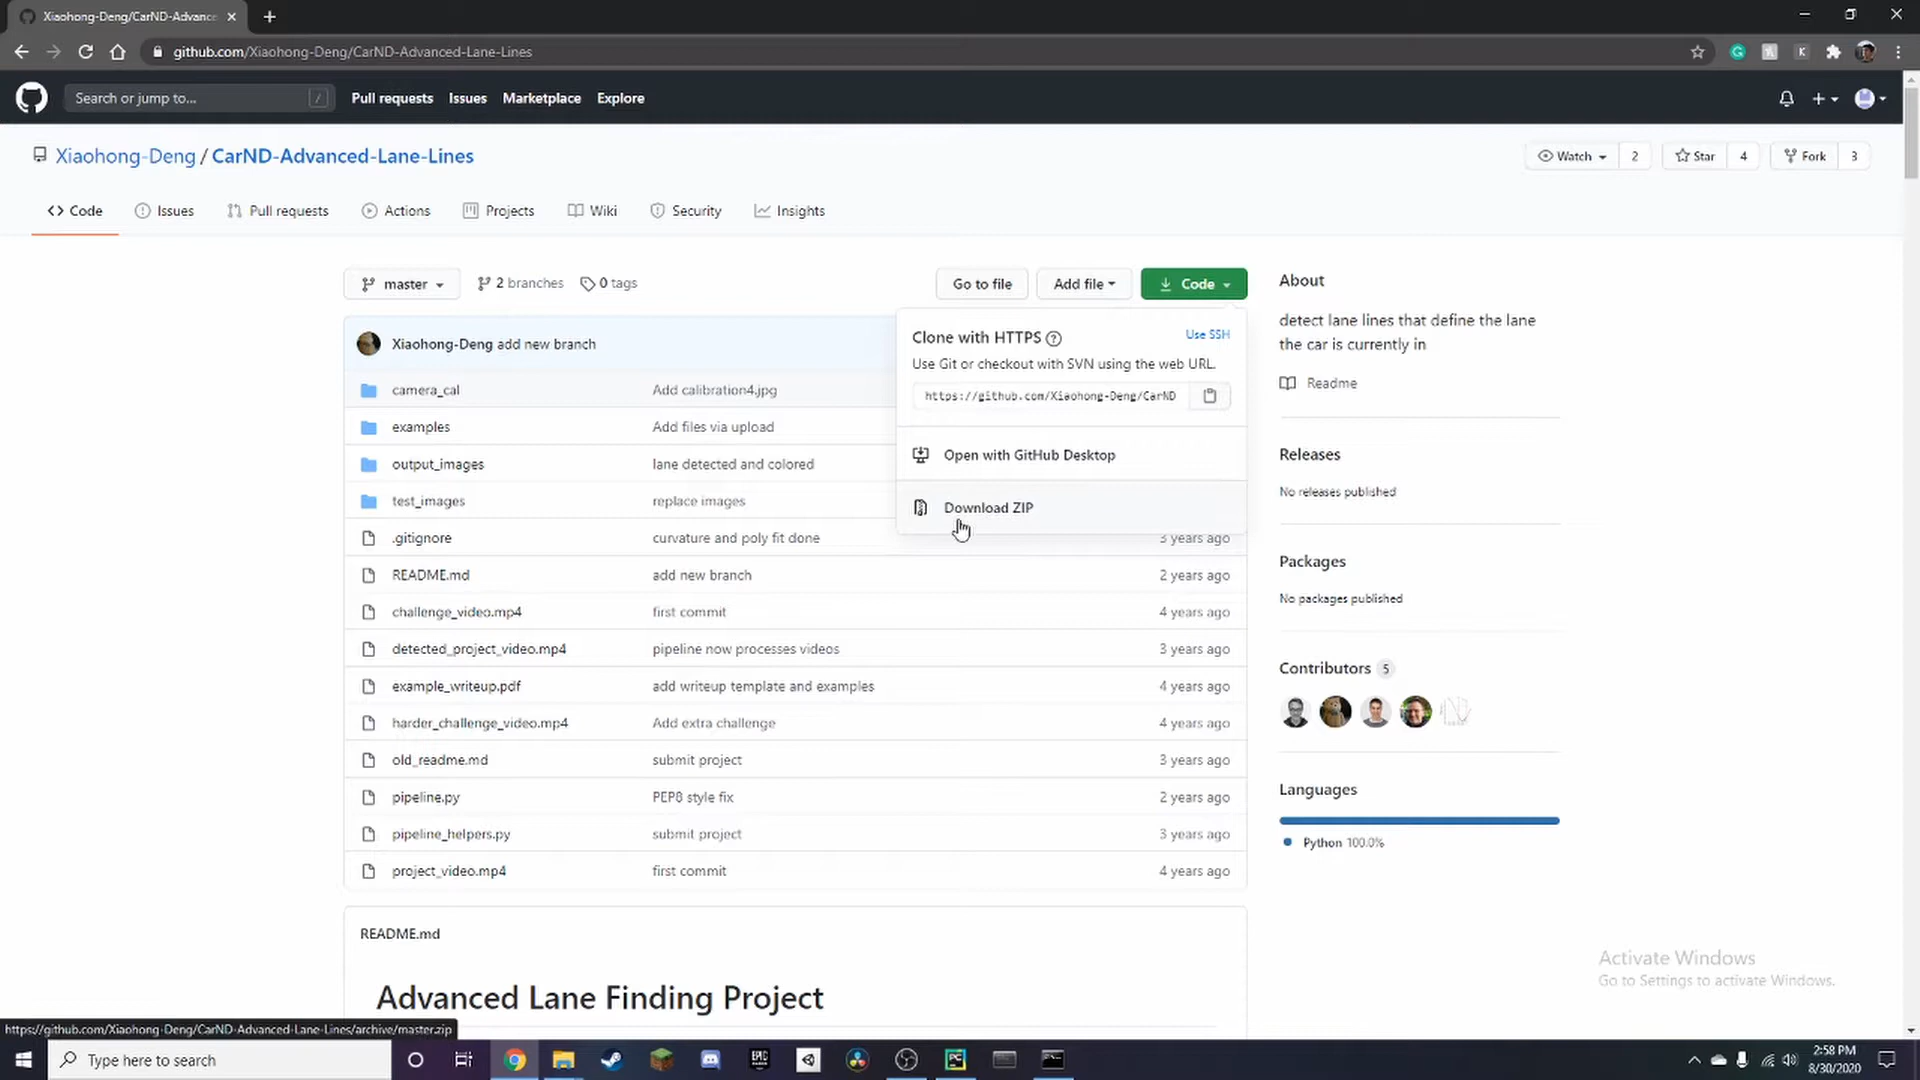 Xiaohong-Deng/CarND-Advance
github.com/Xiaohong-Deng/CarND-Advanced-Lane-Lines
Search or jump to... /
Pull requests Issues Marketplace Explore
Xiaohong-Deng / CarND-Advanced-Lane-Lines
Watch 2 Star 4 Fork 3
Code Issues Pull requests Actions Projects Wiki Security Insights
master 2 branches 0 tags Go to file Add file Code
Xiaohong-Deng add new branch
camera_cal Add calibration4.jpg
examples Add files via upload
output_images lane detected and colored
test_images replace images
.gitignore curvature and poly fit done 3 years ago
README.md add new branch 2 years ago
challenge_video.mp4 first commit 4 years ago
detected_project_video.mp4 pipeline now processes videos 3 years ago
example_writeup.pdf add writeup template and examples 4 years ago
harder_challenge_video.mp4 Add extra challenge 4 years ago
old_readme.md submit project 3 years ago
pipeline.py PEP8 style fix 2 years ago
pipeline_helpers.py submit project 3 years ago
project_video.mp4 first commit 4 years ago
Clone with HTTPS Use SSH
Use Git or checkout with SVN using the web URL.
https://github.com/Xiaohong-Deng/CarND
Open with GitHub Desktop
Download ZIP
About
detect lane lines that define the lane
the car is currently in
Readme
Releases
No releases published
Packages
No packages published
Contributors 5
Languages
Python 100.0%
README.md
Advanced Lane Finding Project
Activate Windows
Go to Settings to activate Windows.
https://github.com/Xiaohong-Deng/CarND-Advanced-Lane-Lines/archive/master.zip
Type here to search
EPIC
PC
2:58 PM
8/30/2020